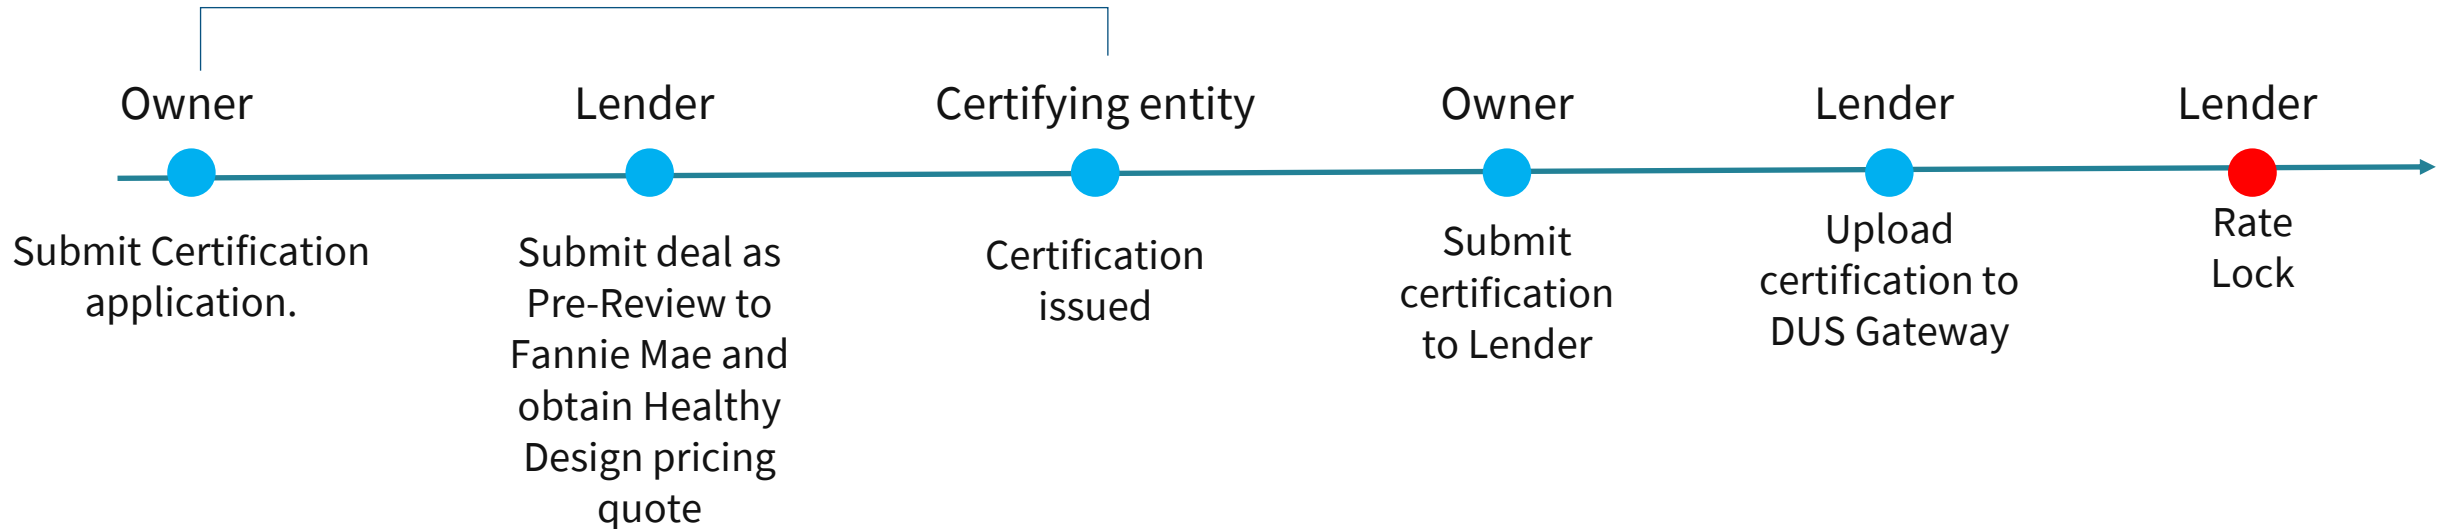 Owner
Submit Certification
application.
Lender
Submit deal as
Pre-Review to
Fannie Mae and
obtain Healthy
Design pricing
quote
Certifying entity
Certification
issued
Owner
Submit
certification
to Lender
Lender
Upload
certification to
DUS Gateway
Lender
Rate
Lock